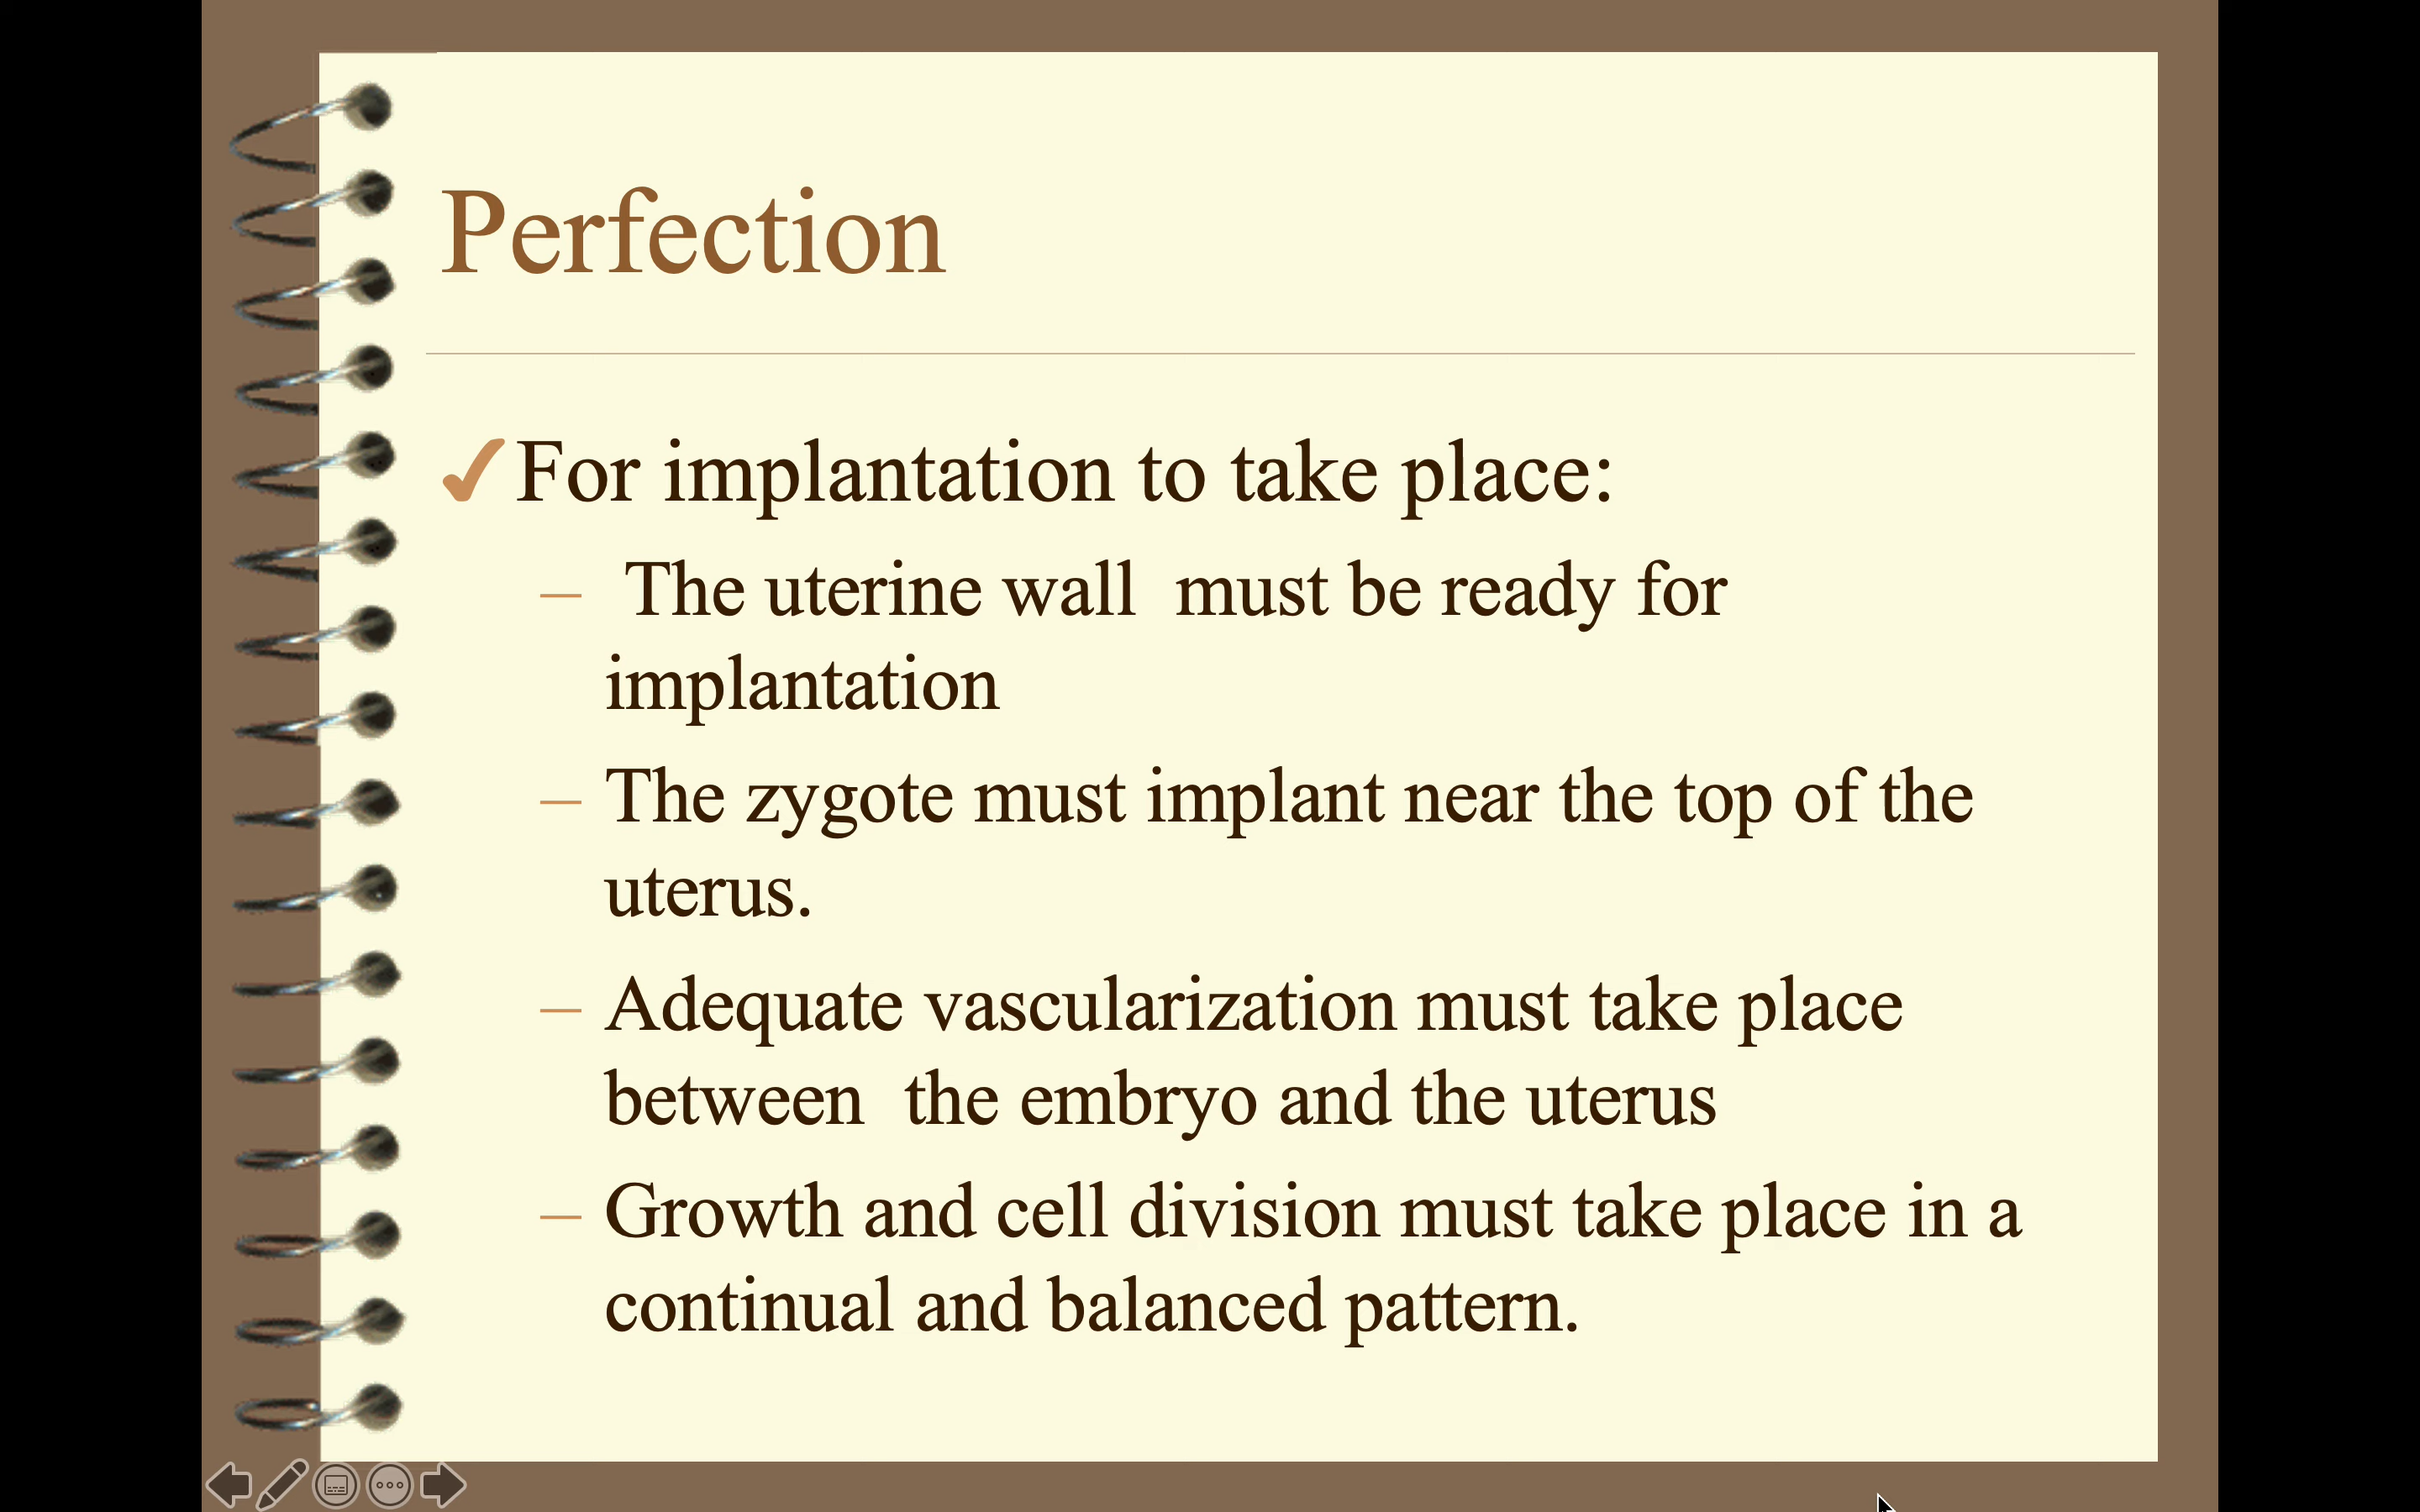 Perfection
✓For implantation to take place:
– The uterine wall must be ready for
implantation
– The zygote must implant near the top of the
uterus.
– Adequate vascularization must take place
between the embryo and the uterus
– Growth and cell division must take place in a
continual and balanced pattern.